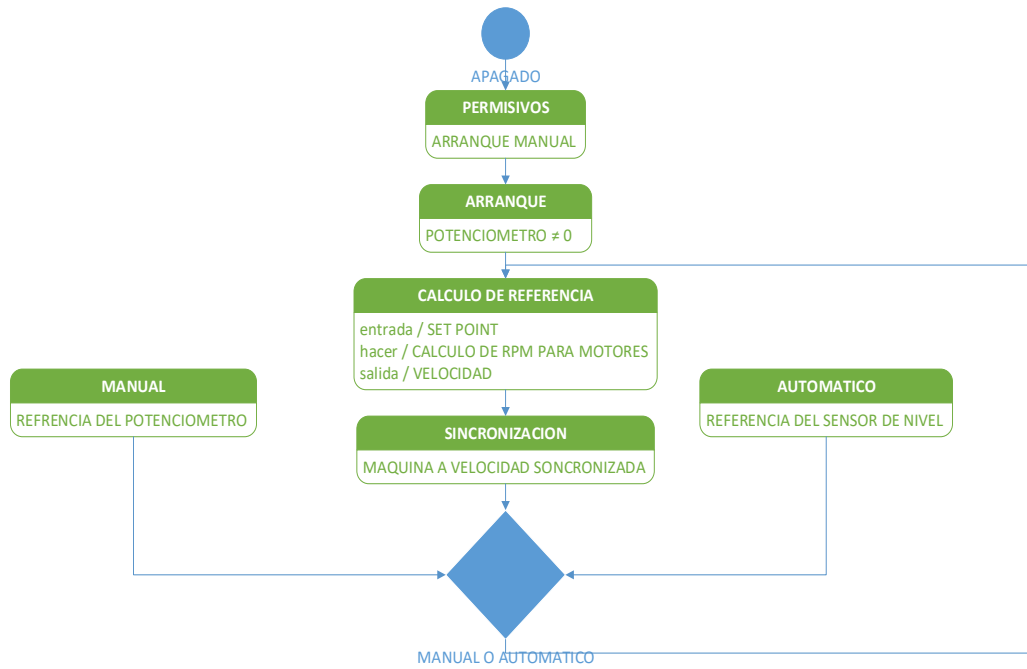 APAGADO
PERMISIVOS
ARRANQUE MANUAL
ARRANQUE
POTENCIOMETRO ≠ 0
CALCULO DE REFERENCIA
entrada / SET POINT
hacer / CALCULO DE RPM PARA MOTORES
salida / VELOCIDAD
MANUAL
REFRENCIA DEL POTENCIOMETRO
AUTOMATICO
REFERENCIA DEL SENSOR DE NIVEL
SINCRONIZACION
MAQUINA A VELOCIDAD SONCRONIZADA
MANUAL O AUTOMATICO